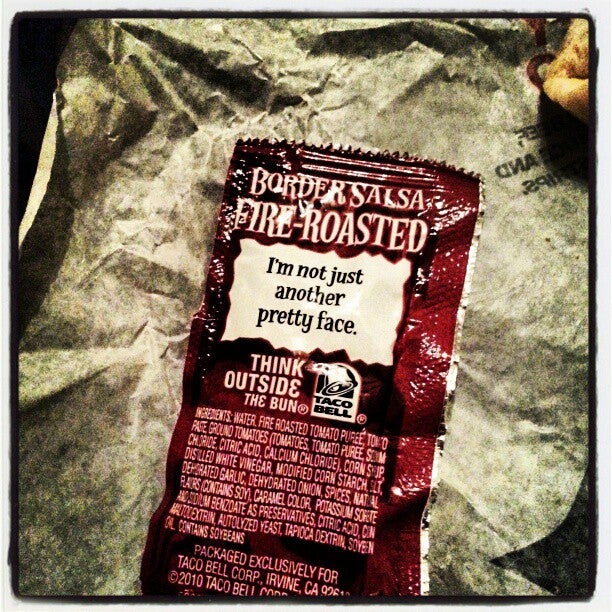 BORDER SALSA
FIRE-ROASTED
I'm not just
another
pretty face.
THINK
OUTSIDE
THE BUN®
TACO
BELL®
INGREDIENTS: WATER, FIRE ROASTED TOMATO PUREE, TOMATO
PASTE, GROUND TOMATOES (TOMATOES, TOMATO PUREE, SODIUM
CHLORIDE, CITRIC ACID, CALCIUM CHLORIDE), CORN SYRUP
DISTILLED WHITE VINEGAR, MODIFIED CORN STARCH,
DEHYDRATED GARLIC, DEHYDRATED ONION, SPICES, NATURAL
FLAVORS (CONTAINS SOY), CARAMEL COLOR, POTASSIUM SORBATE
AND SODIUM BENZOATE AS PRESERVATIVES, CITRIC ACID,
MALTODEXTRIN, AUTOLYZED YEAST, TAPIOCA DEXTRIN, SOYBEAN
OIL. CONTAINS SOYBEANS
PACKAGED EXCLUSIVELY FOR
TACO BELL CORP., IRVINE, CA 92618
©2010 TACO BELL CORP.
AND